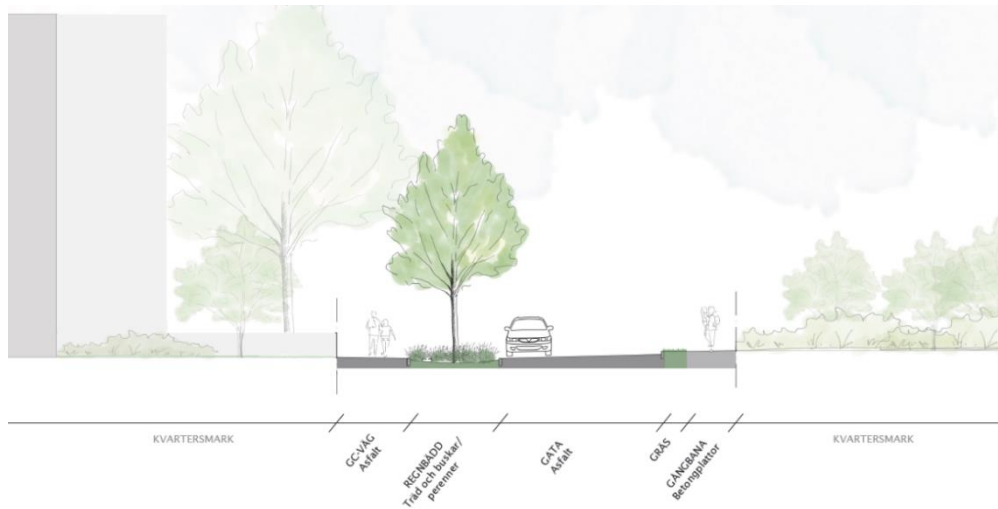 KVARTERSMARK
GC-VÄG
Asfalt
REGNBÄDD
Träd och buskar/
perenner
GATA
Asfalt
GRÄS
GÅNGBANA
Betongplattor
KVARTERSMARK